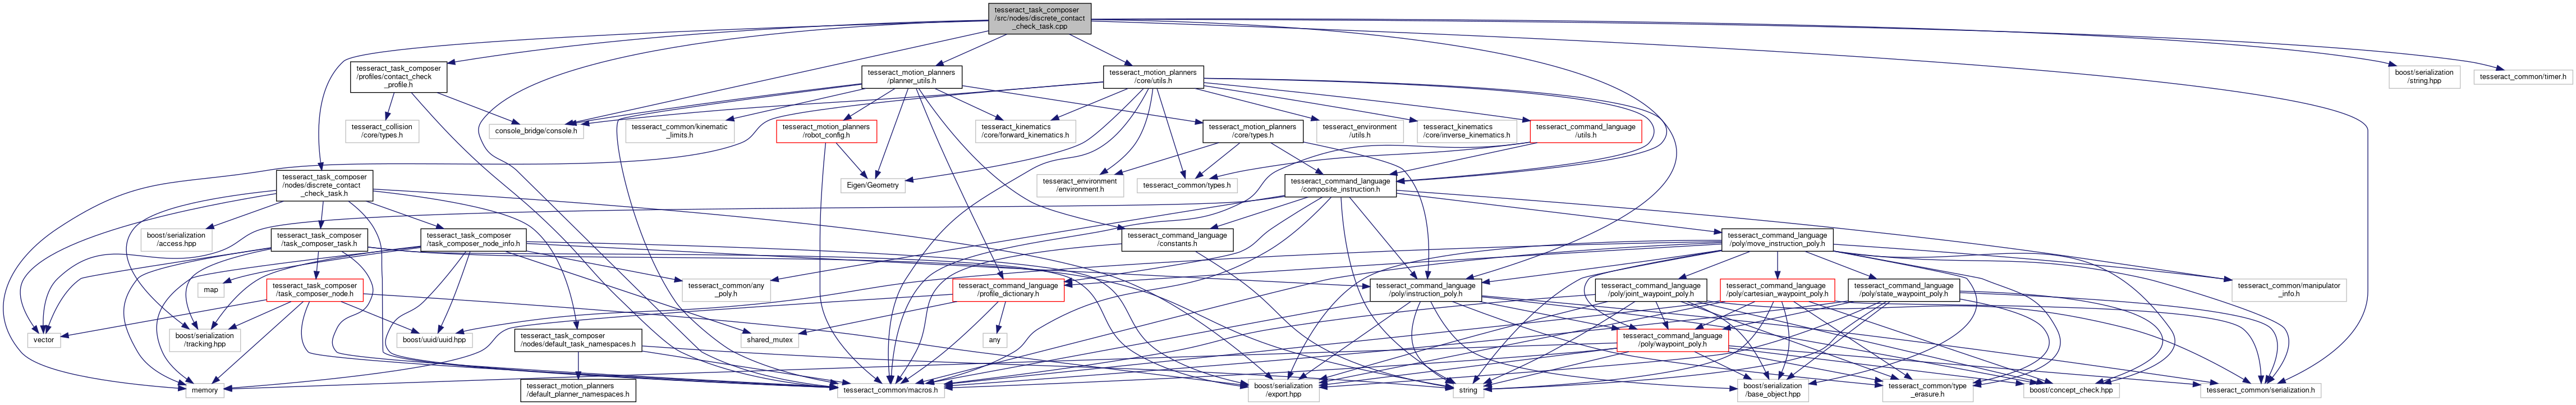 tesseract_task_composer
/src/nodes/discrete_contact
_check_task.cpp
tesseract_task_composer
/profiles/contact_check
_profile.h
tesseract_motion_planners
/planner_utils.h
tesseract_motion_planners
/core/utils.h
boost/serialization
/string.hpp
tesseract_common/timer.h
tesseract_collision
/core/types.h
console_bridge/console.h
tesseract_common/kinematic
_limits.h
tesseract_motion_planners
/robot_config.h
tesseract_kinematics
/core/forward_kinematics.h
tesseract_motion_planners
/core/types.h
tesseract_environment
/utils.h
tesseract_kinematics
/core/inverse_kinematics.h
tesseract_command_language
/utils.h
tesseract_task_composer
/nodes/discrete_contact
_check_task.h
Eigen/Geometry
tesseract_environment
/environment.h
tesseract_common/types.h
tesseract_command_language
/composite_instruction.h
boost/serialization
/access.hpp
tesseract_task_composer
/task_composer_task.h
tesseract_task_composer
/task_composer_node_info.h
tesseract_command_language
/constants.h
tesseract_command_language
/poly/move_instruction_poly.h
map
tesseract_task_composer
/task_composer_node.h
tesseract_common/any
_poly.h
tesseract_command_language
/profile_dictionary.h
tesseract_command_language
/poly/instruction_poly.h
tesseract_command_language
/poly/joint_waypoint_poly.h
tesseract_command_language
/poly/cartesian_waypoint_poly.h
tesseract_command_language
/poly/state_waypoint_poly.h
tesseract_common/manipulator
_info.h
vector
boost/serialization
/tracking.hpp
boost/uuid/uuid.hpp
tesseract_task_composer
/nodes/default_task_namespaces.h
shared_mutex
any
tesseract_command_language
/poly/waypoint_poly.h
memory
tesseract_motion_planners
/default_planner_namespaces.h
tesseract_common/macros.h
boost/serialization
/export.hpp
string
boost/serialization
/base_object.hpp
tesseract_common/type
_erasure.h
boost/concept_check.hpp
tesseract_common/serialization.h